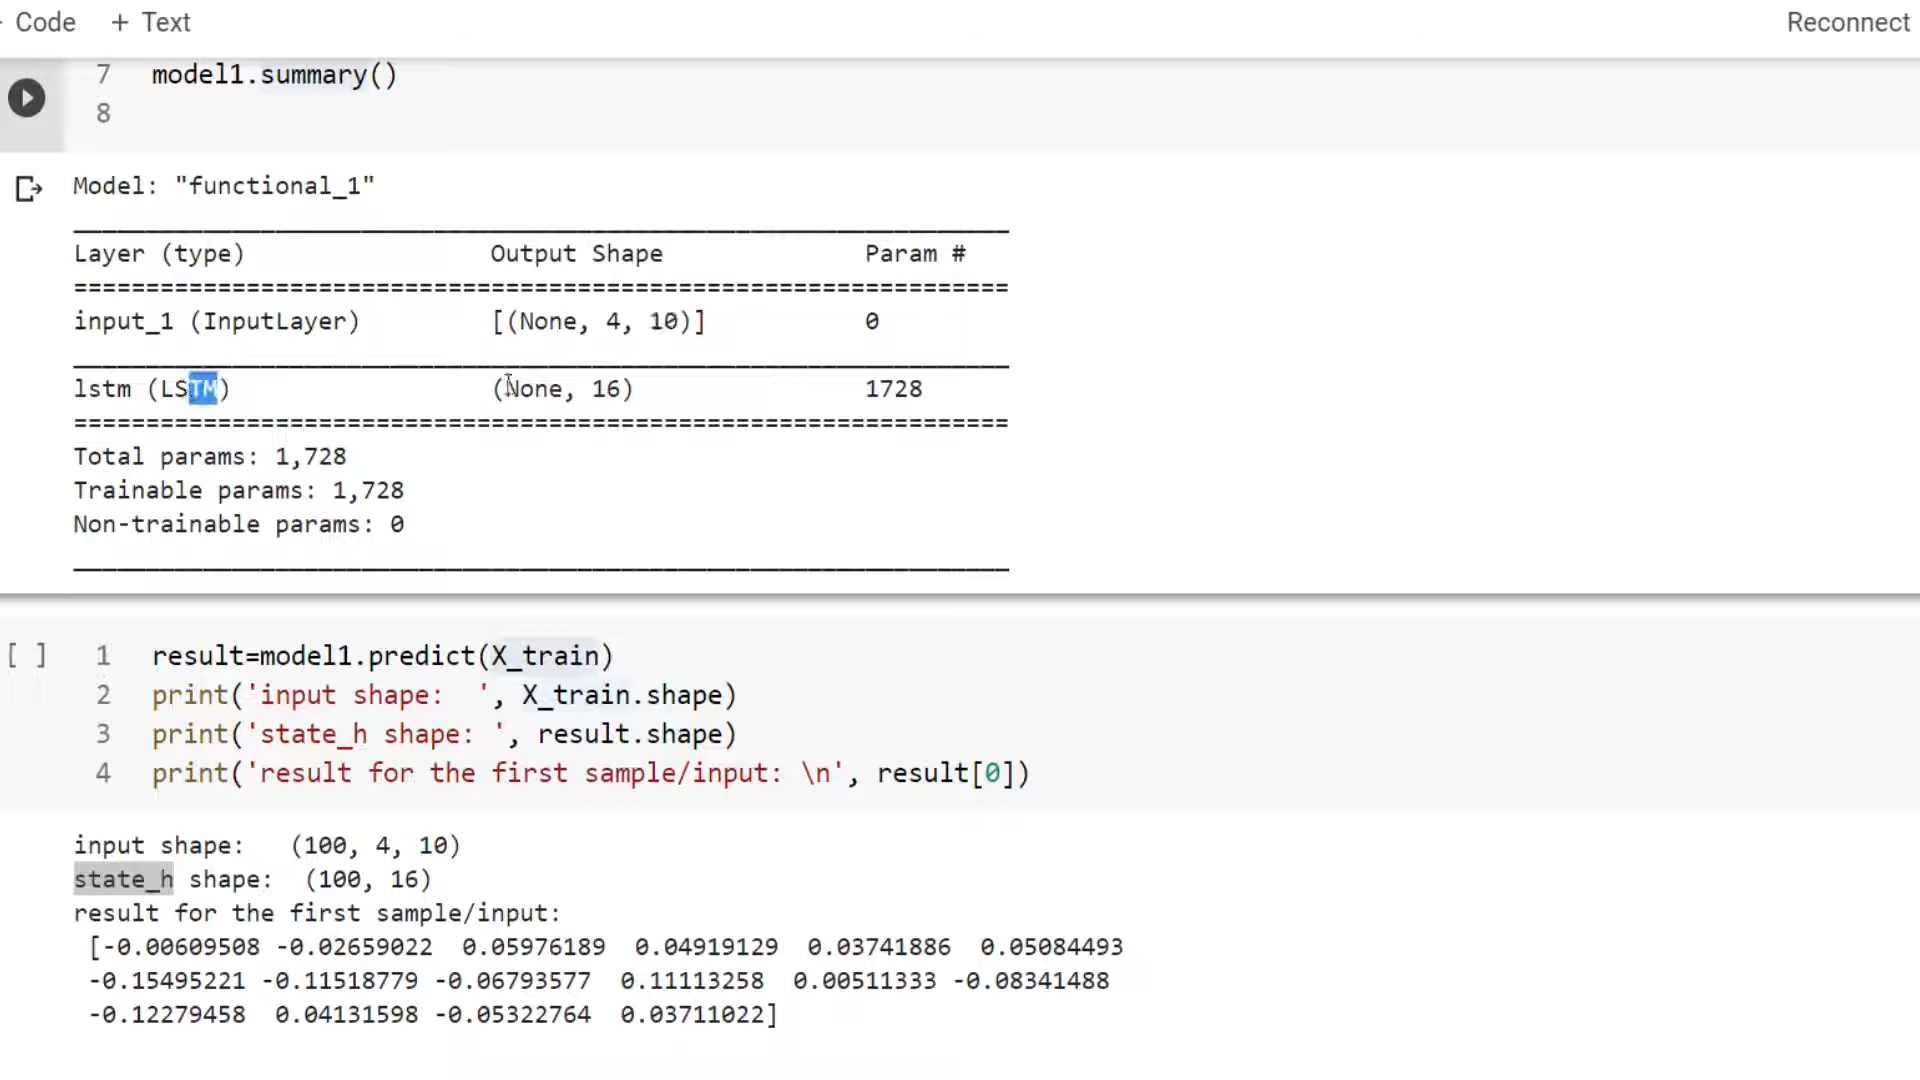 Code + Text Reconnect
7 model1.summary()
8
Model: "functional_1"
Layer (type) Output Shape Param #
=================================================================
input_1 (InputLayer) [(None, 4, 10)] 0
lstm (LSTM) (None, 16) 1728
=================================================================
Total params: 1,728
Trainable params: 1,728
Non-trainable params: 0
[ ] 1 result=model1.predict(X_train)
2 print('input shape:  ', X_train.shape)
3 print('state_h shape: ', result.shape)
4 print('result for the first sample/input: \n', result[0])
input shape:   (100, 4, 10)
state_h shape:  (100, 16)
result for the first sample/input:
[-0.00609508 -0.02659022  0.05976189  0.04919129  0.03741886  0.05084493
-0.15495221 -0.11518779 -0.06793577  0.11113258  0.00511333 -0.08341488
-0.12279458  0.04131598 -0.05322764  0.03711022]